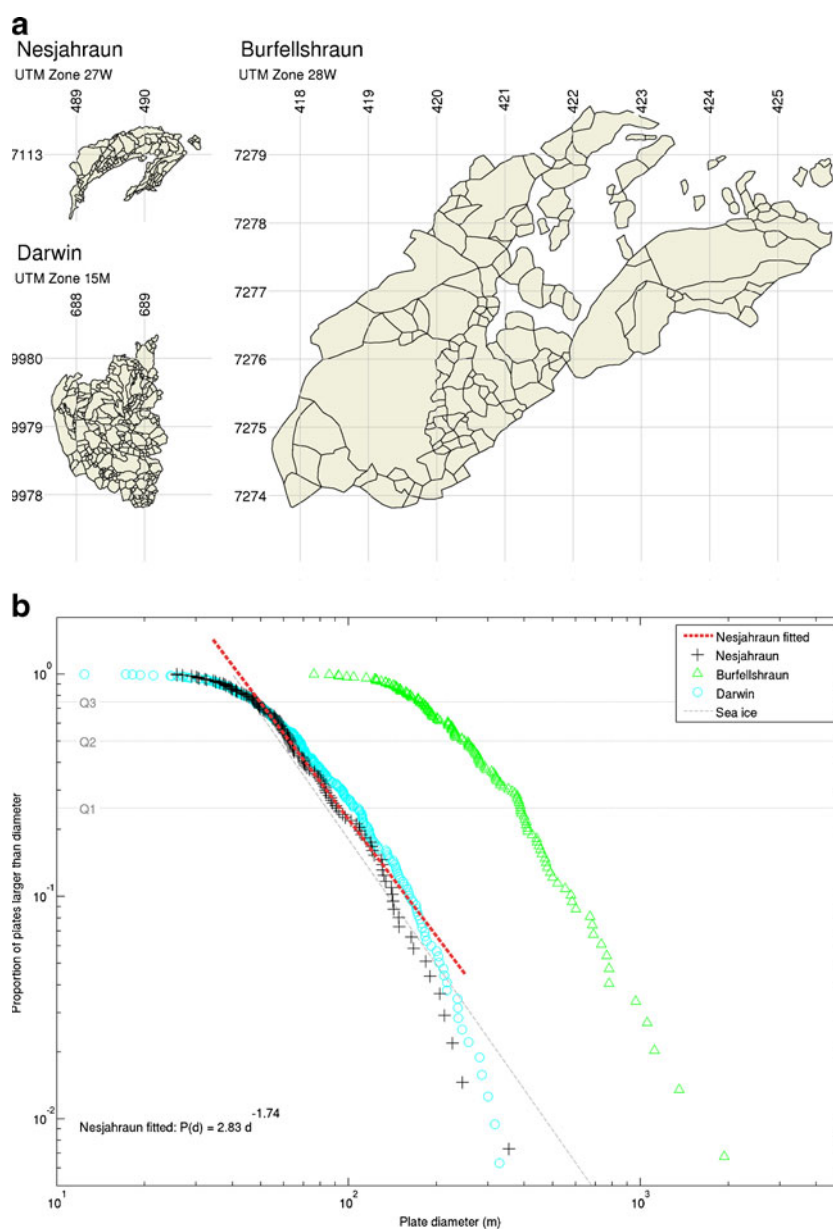 a
Nesjahraun
UTM Zone 27W
489 490
7113
Darwin
UTM Zone 15M
688 689
9980
9979
9978
Burfellshraun
UTM Zone 28W
418 419 420 421 422 423 424 425
7279
7278
7277
7276
7275
7274
b
Nesjahraun fitted
Nesjahraun
Burfellshraun
Darwin
Sea ice
10^0
Q3
Q2
Q1
10^-1
10^-2
Proportion of plates larger than diameter
Nesjahraun fitted: P(d) = 2.83 d^-1.74
10^1 10^2 10^3
Plate diameter (m)